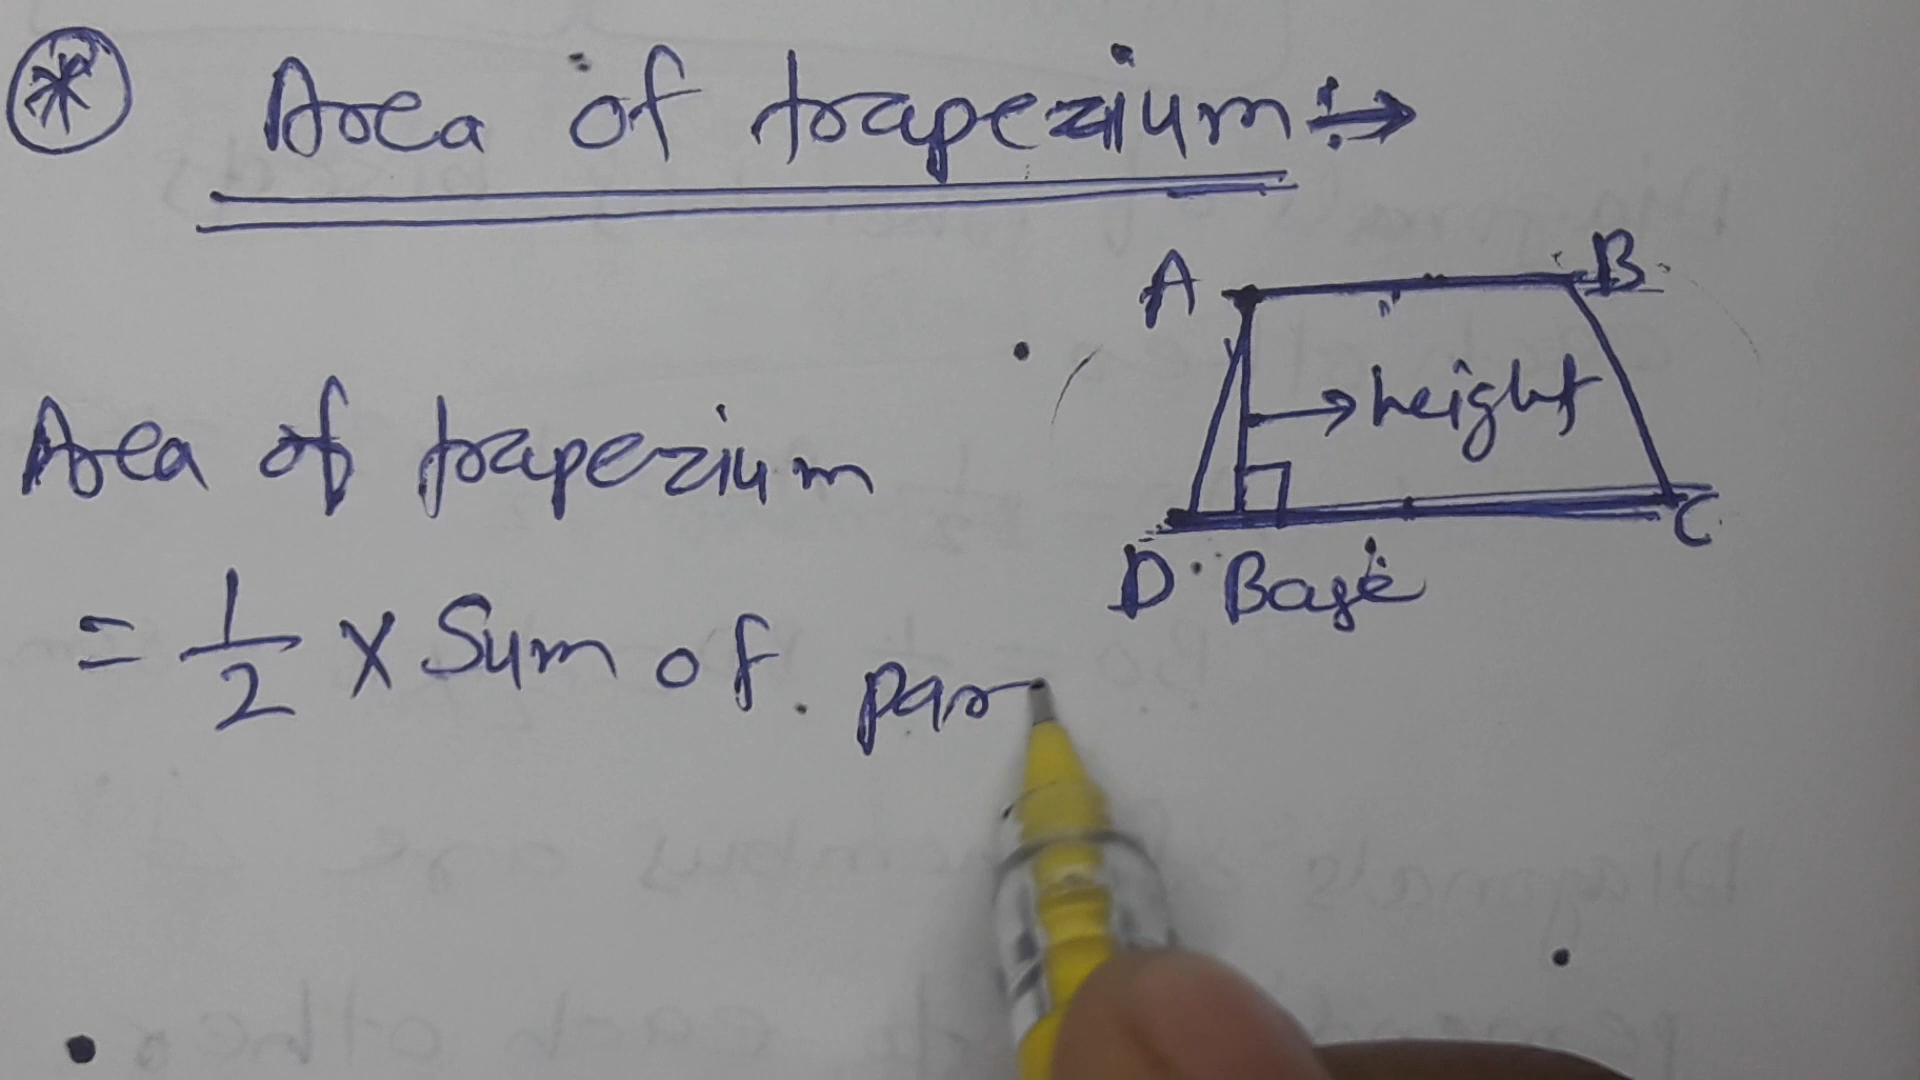 Area of trapezium :→
A B
→ height
Area of trapezium
D C
Base
= 1/2 × Sum of par